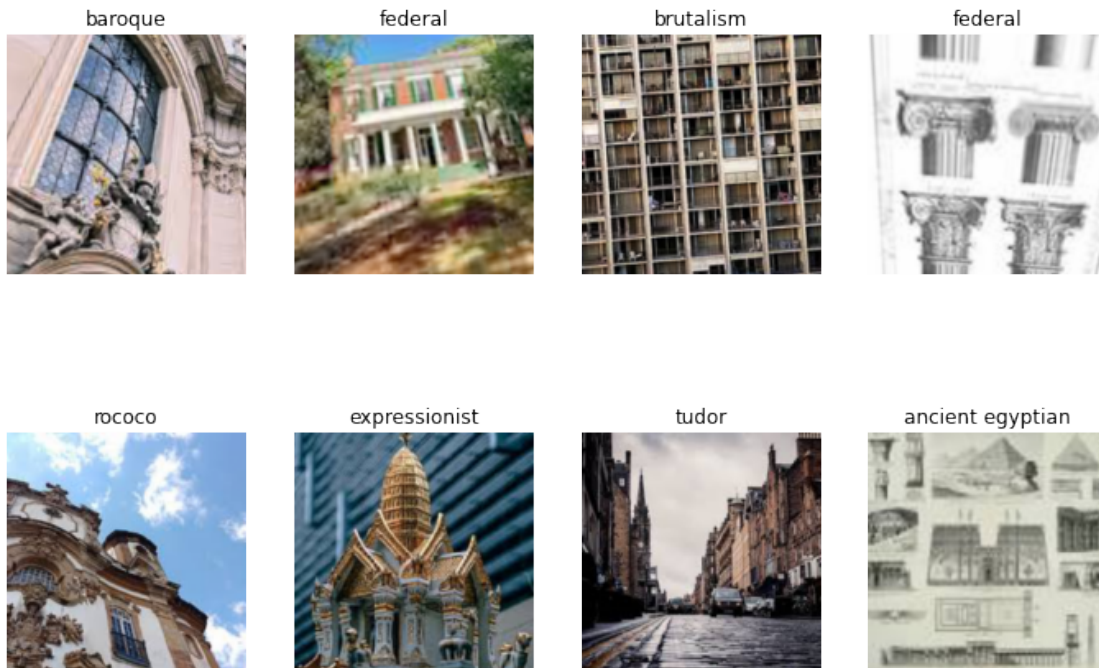 baroque
federal
brutalism
federal
rococo
expressionist
tudor
ancient egyptian